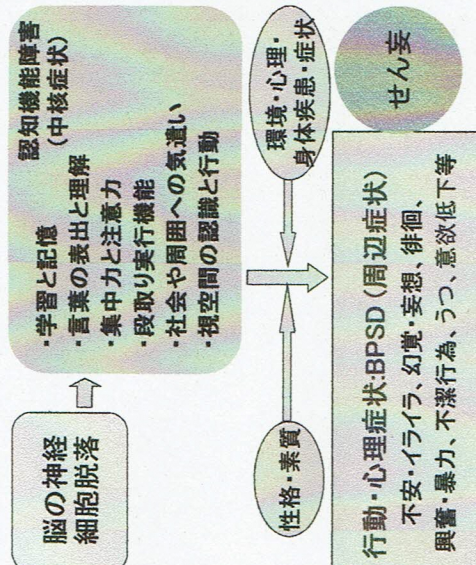 脳の神経
細胞脱落
認知機能障害
(中核症状)
・学習と記憶
・言葉の表出と理解
・集中力と注意力
・段取り実行機能
・社会や周囲への気遣い
・視空間の認識と行動
性格・素質
環境・心理・
身体疾患・症状
行動・心理症状:BPSD(周辺症状)
不安・イライラ、幻覚・妄想、徘徊、
興奮・暴力、不潔行為、うつ、意欲低下等
せん妄